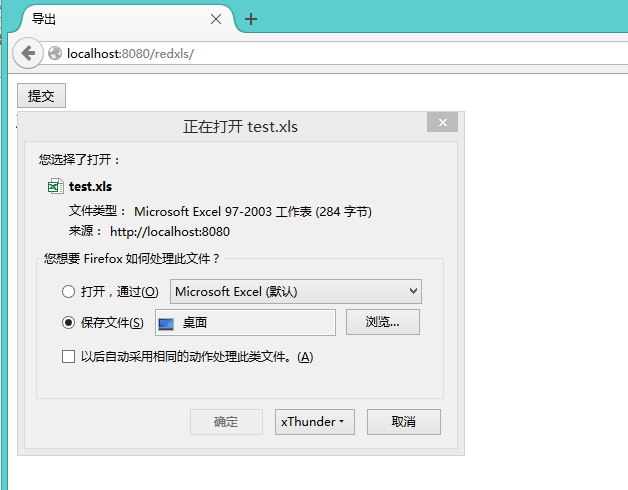 导出
localhost:8080/redxls/
提交
正在打开 test.xls
您选择了打开：
test.xls
文件类型： Microsoft Excel 97-2003 工作表 (284 字节)
来源： http://localhost:8080
您想要 Firefox 如何处理此文件？
打开，通过(O) Microsoft Excel (默认)
保存文件(S) 桌面 浏览...
以后自动采用相同的动作处理此类文件。(A)
确定 xThunder 取消